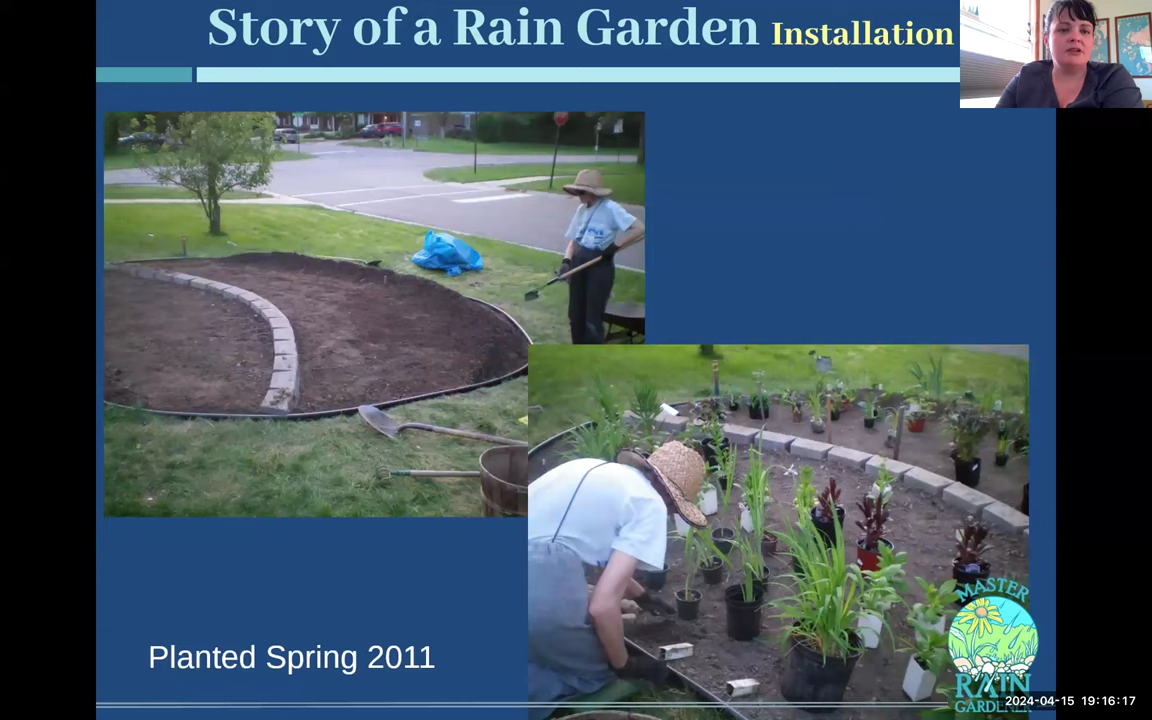 Story of a Rain Garden Installation
Planted Spring 2011
MASTER
RAIN
GARDENER
2024-04-15 19:16:17